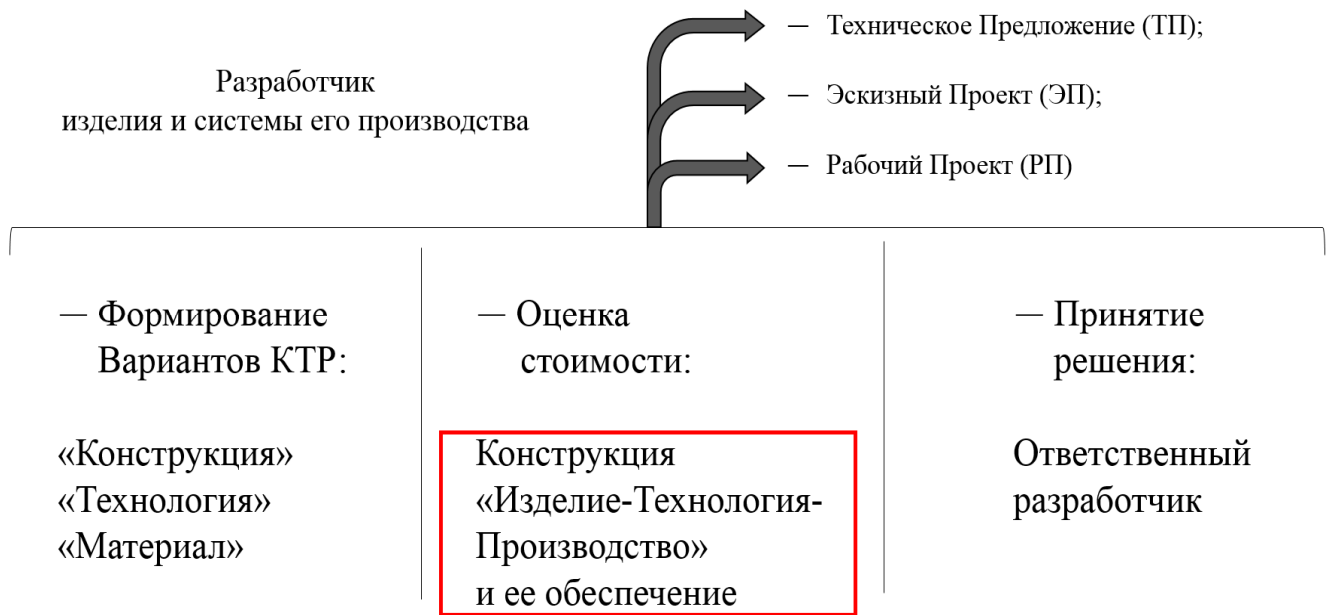 Разработчик
изделия и системы его производства
— Техническое Предложение (ТП);
— Эскизный Проект (ЭП);
— Рабочий Проект (РП)
— Формирование
Вариантов КТР:
«Конструкция»
«Технология»
«Материал»
— Оценка
стоимости:
Конструкция
«Изделие-Технология-
Производство»
и ее обеспечение
— Принятие
решения:
Ответственный
разработчик